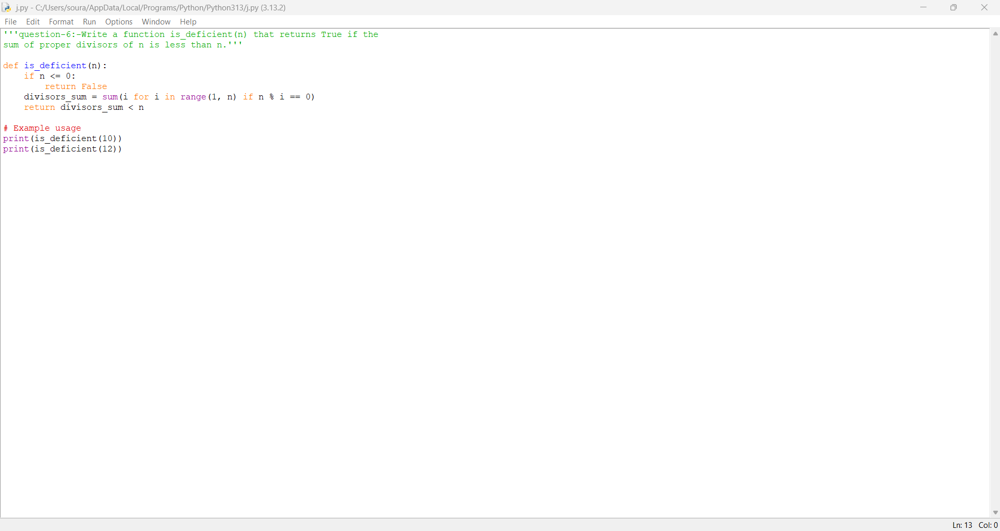 j.py - C:/Users/soura/AppData/Local/Programs/Python/Python313/j.py (3.13.2)
File Edit Format Run Options Window Help
'''question-6:-Write a function is_deficient(n) that returns True if the
sum of proper divisors of n is less than n.'''
def is_deficient(n):
    if n <= 0:
        return False
    divisors_sum = sum(i for i in range(1, n) if n % i == 0)
    return divisors_sum < n
# Example usage
print(is_deficient(10))
print(is_deficient(12))
Ln: 13 Col: 0